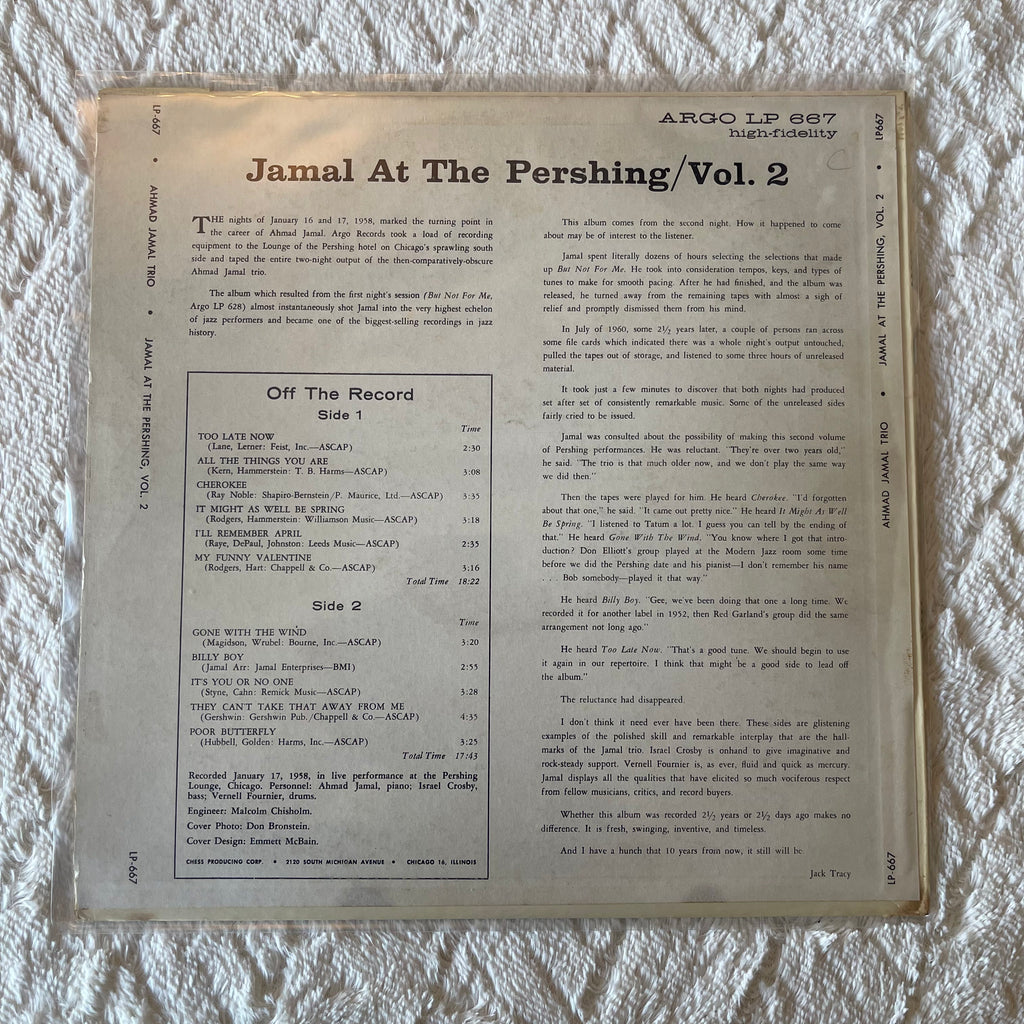 ARGO LP 667
high-fidelity
Jamal At The Pershing/Vol. 2
LP-667 • AHMAD JAMAL TRIO • JAMAL AT THE PERSHING, VOL. 2
LP-667
THE nights of January 16 and 17, 1958, marked the turning point in
the career of Ahmad Jamal. Argo Records took a load of recording
equipment to the Lounge of the Pershing hotel on Chicago's sprawling south
side and taped the entire two-night output of the then-comparatively-obscure
Ahmad Jamal trio.
The album which resulted from the first night's session (But Not For Me,
Argo LP 628) almost instantaneously shot Jamal into the very highest echelon
of jazz performers and became one of the biggest-selling recordings in jazz
history.
Off The Record
Side 1
Time
TOO LATE NOW
(Lane, Lerner: Feist, Inc.—ASCAP) 2:30
ALL THE THINGS YOU ARE
(Kern, Hammerstein: T. B. Harms—ASCAP) 3:08
CHEROKEE
(Ray Noble: Shapiro-Bernstein/P. Maurice, Ltd.—ASCAP) 3:35
IT MIGHT AS WELL BE SPRING
(Rodgers, Hammerstein: Williamson Music—ASCAP) 3:18
I'LL REMEMBER APRIL
(Raye, DePaul, Johnston: Leeds Music—ASCAP) 2:35
MY FUNNY VALENTINE
(Rodgers, Hart: Chappell & Co.—ASCAP) 3:16
Total Time 18:22
Side 2
Time
GONE WITH THE WIND
(Magidson, Wrubel: Bourne, Inc.—ASCAP) 3:20
BILLY BOY
(Jamal Arr: Jamal Enterprises—BMI) 2:55
IT'S YOU OR NO ONE
(Styne, Cahn: Remick Music—ASCAP) 3:28
THEY CAN'T TAKE THAT AWAY FROM ME
(Gershwin: Gershwin Pub./Chappell & Co.—ASCAP) 4:35
POOR BUTTERFLY
(Hubbell, Golden: Harms, Inc.—ASCAP) 3:25
Total Time 17:43
Recorded January 17, 1958, in live performance at the Pershing
Lounge, Chicago. Personnel: Ahmad Jamal, piano; Israel Crosby,
bass; Vernell Fournier, drums.
Engineer: Malcolm Chisholm.
Cover Photo: Don Bronstein.
Cover Design: Emmett McBain.
CHESS PRODUCING CORP. • 2120 SOUTH MICHIGAN AVENUE • CHICAGO 16, ILLINOIS
This album comes from the second night. How it happened to come
about may be of interest to the listener.
Jamal spent literally dozens of hours selecting the selections that made
up But Not For Me. He took into consideration tempos, keys, and types of
tunes to make for smooth pacing. After he had finished, and the album was
released, he turned away from the remaining tapes with almost a sigh of
relief and promptly dismissed them from his mind.
In July of 1960, some 2½ years later, a couple of persons ran across
some file cards which indicated there was a whole night's output untouched,
pulled the tapes out of storage, and listened to some three hours of unreleased
material.
It took just a few minutes to discover that both nights had produced
set after set of consistently remarkable music. Some of the unreleased sides
fairly cried to be issued.
Jamal was consulted about the possibility of making this second volume
of Pershing performances. He was reluctant. "They're over two years old,"
he said. "The trio is that much older now, and we don't play the same way
we did then."
Then the tapes were played for him. He heard Cherokee. "I'd forgotten
about that one," he said. "It came out pretty nice." He heard It Might As Well
Be Spring. "I listened to Tatum a lot. I guess you can tell by the ending of
that." He heard Gone With The Wind. "You know where I got that intro-
duction? Don Elliott's group played at the Modern Jazz room some time
before we did the Pershing date and his pianist—I don't remember his name
. . . Bob somebody—played it that way."
He heard Billy Boy. "Gee, we've been doing that one a long time. We
recorded it for another label in 1952, then Red Garland's group did the same
arrangement not long ago."
He heard Too Late Now. "That's a good tune. We should begin to use
it again in our repertoire. I think that might be a good side to lead off
the album."
The reluctance had disappeared.
I don't think it need ever have been there. These sides are glistening
examples of the polished skill and remarkable interplay that are the hall-
marks of the Jamal trio. Israel Crosby is onhand to give imaginative and
rock-steady support. Vernell Fournier is, as ever, fluid and quick as mercury.
Jamal displays all the qualities that have elicited so much vociferous respect
from fellow musicians, critics, and record buyers.
Whether this album was recorded 2½ years or 2½ days ago makes no
difference. It is fresh, swinging, inventive, and timeless.
And I have a hunch that 10 years from now, it still will be.
Jack Tracy
LP-667
AHMAD JAMAL TRIO • JAMAL AT THE PERSHING, VOL. 2 • LP667
C